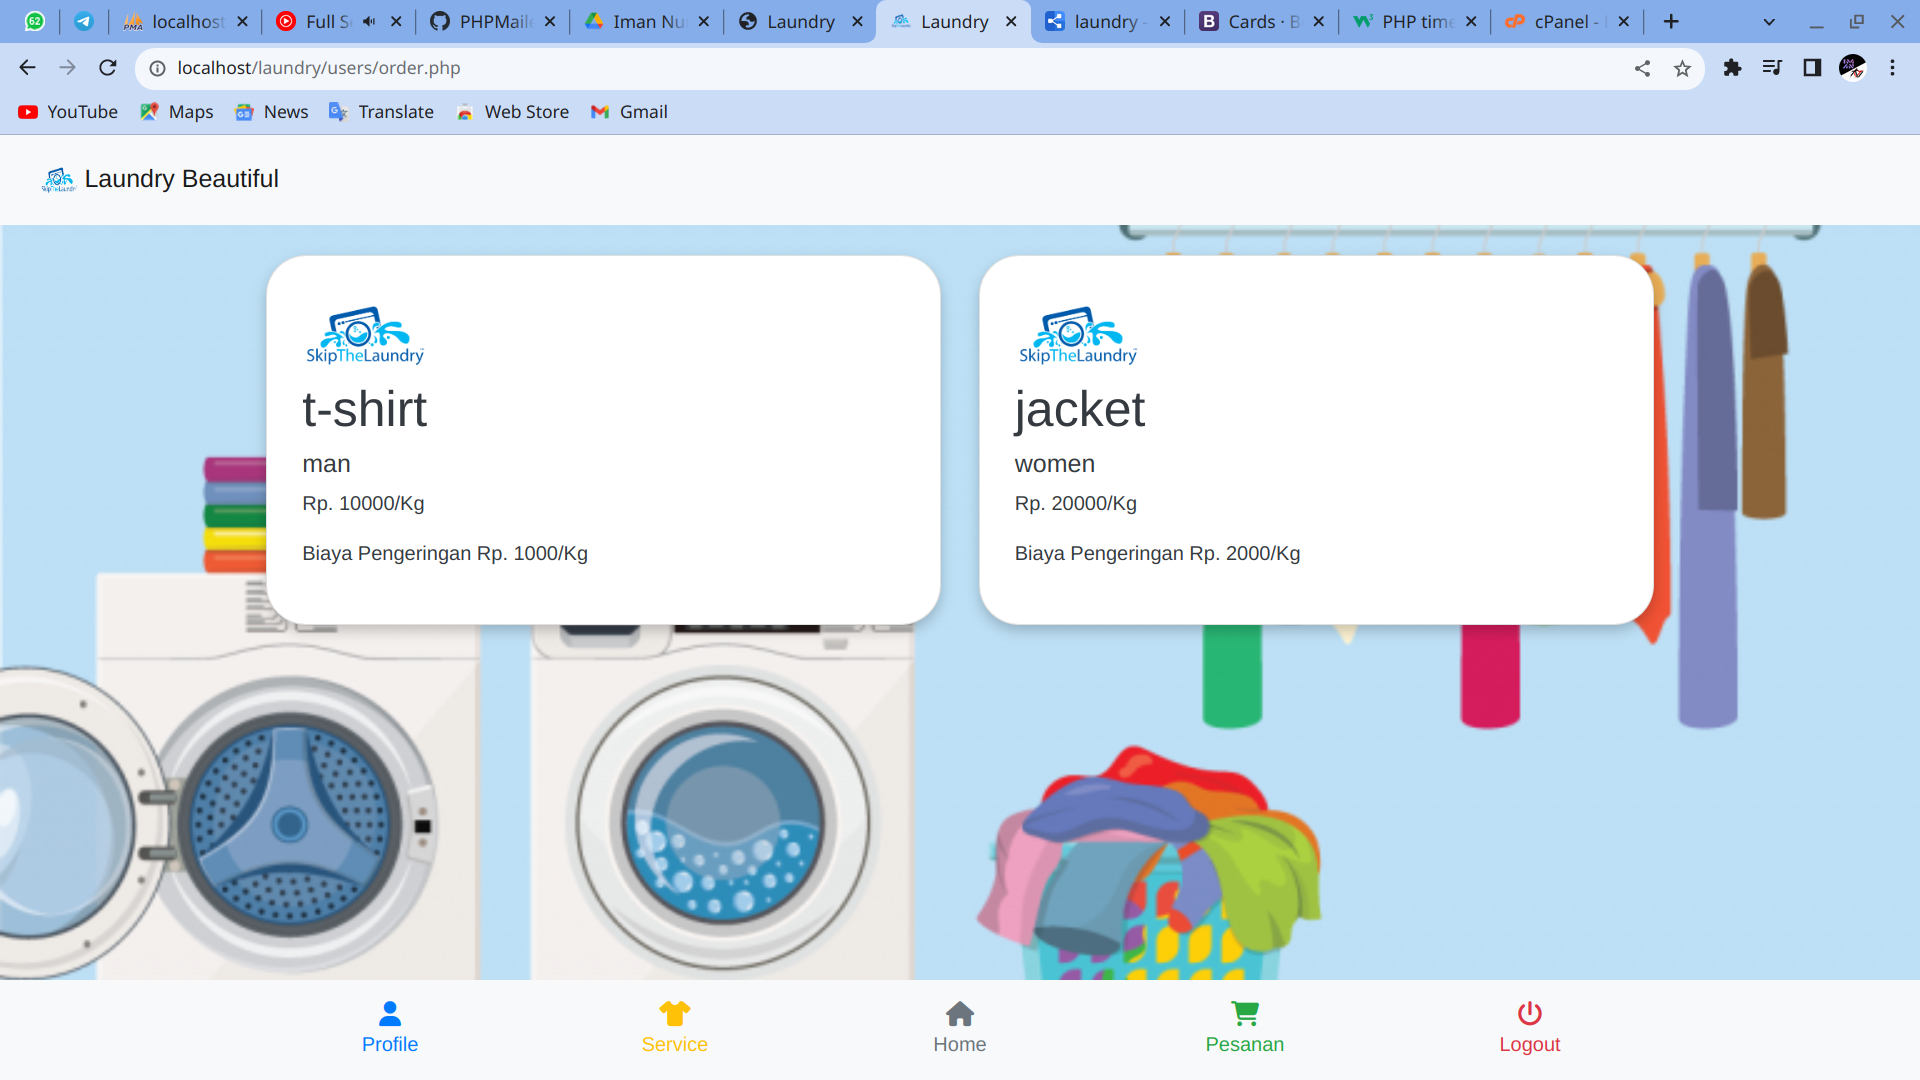 62
localhost
Full S
PHPMaile
Iman Nu
Laundry
Laundry
laundry -
Cards · B
PHP time
cPanel -
localhost/laundry/users/order.php
YouTube
Maps
News
Translate
Web Store
Gmail
Laundry Beautiful
SkipTheLaundry
t-shirt
man
Rp. 10000/Kg
Biaya Pengeringan Rp. 1000/Kg
SkipTheLaundry
jacket
women
Rp. 20000/Kg
Biaya Pengeringan Rp. 2000/Kg
Profile
Service
Home
Pesanan
Logout